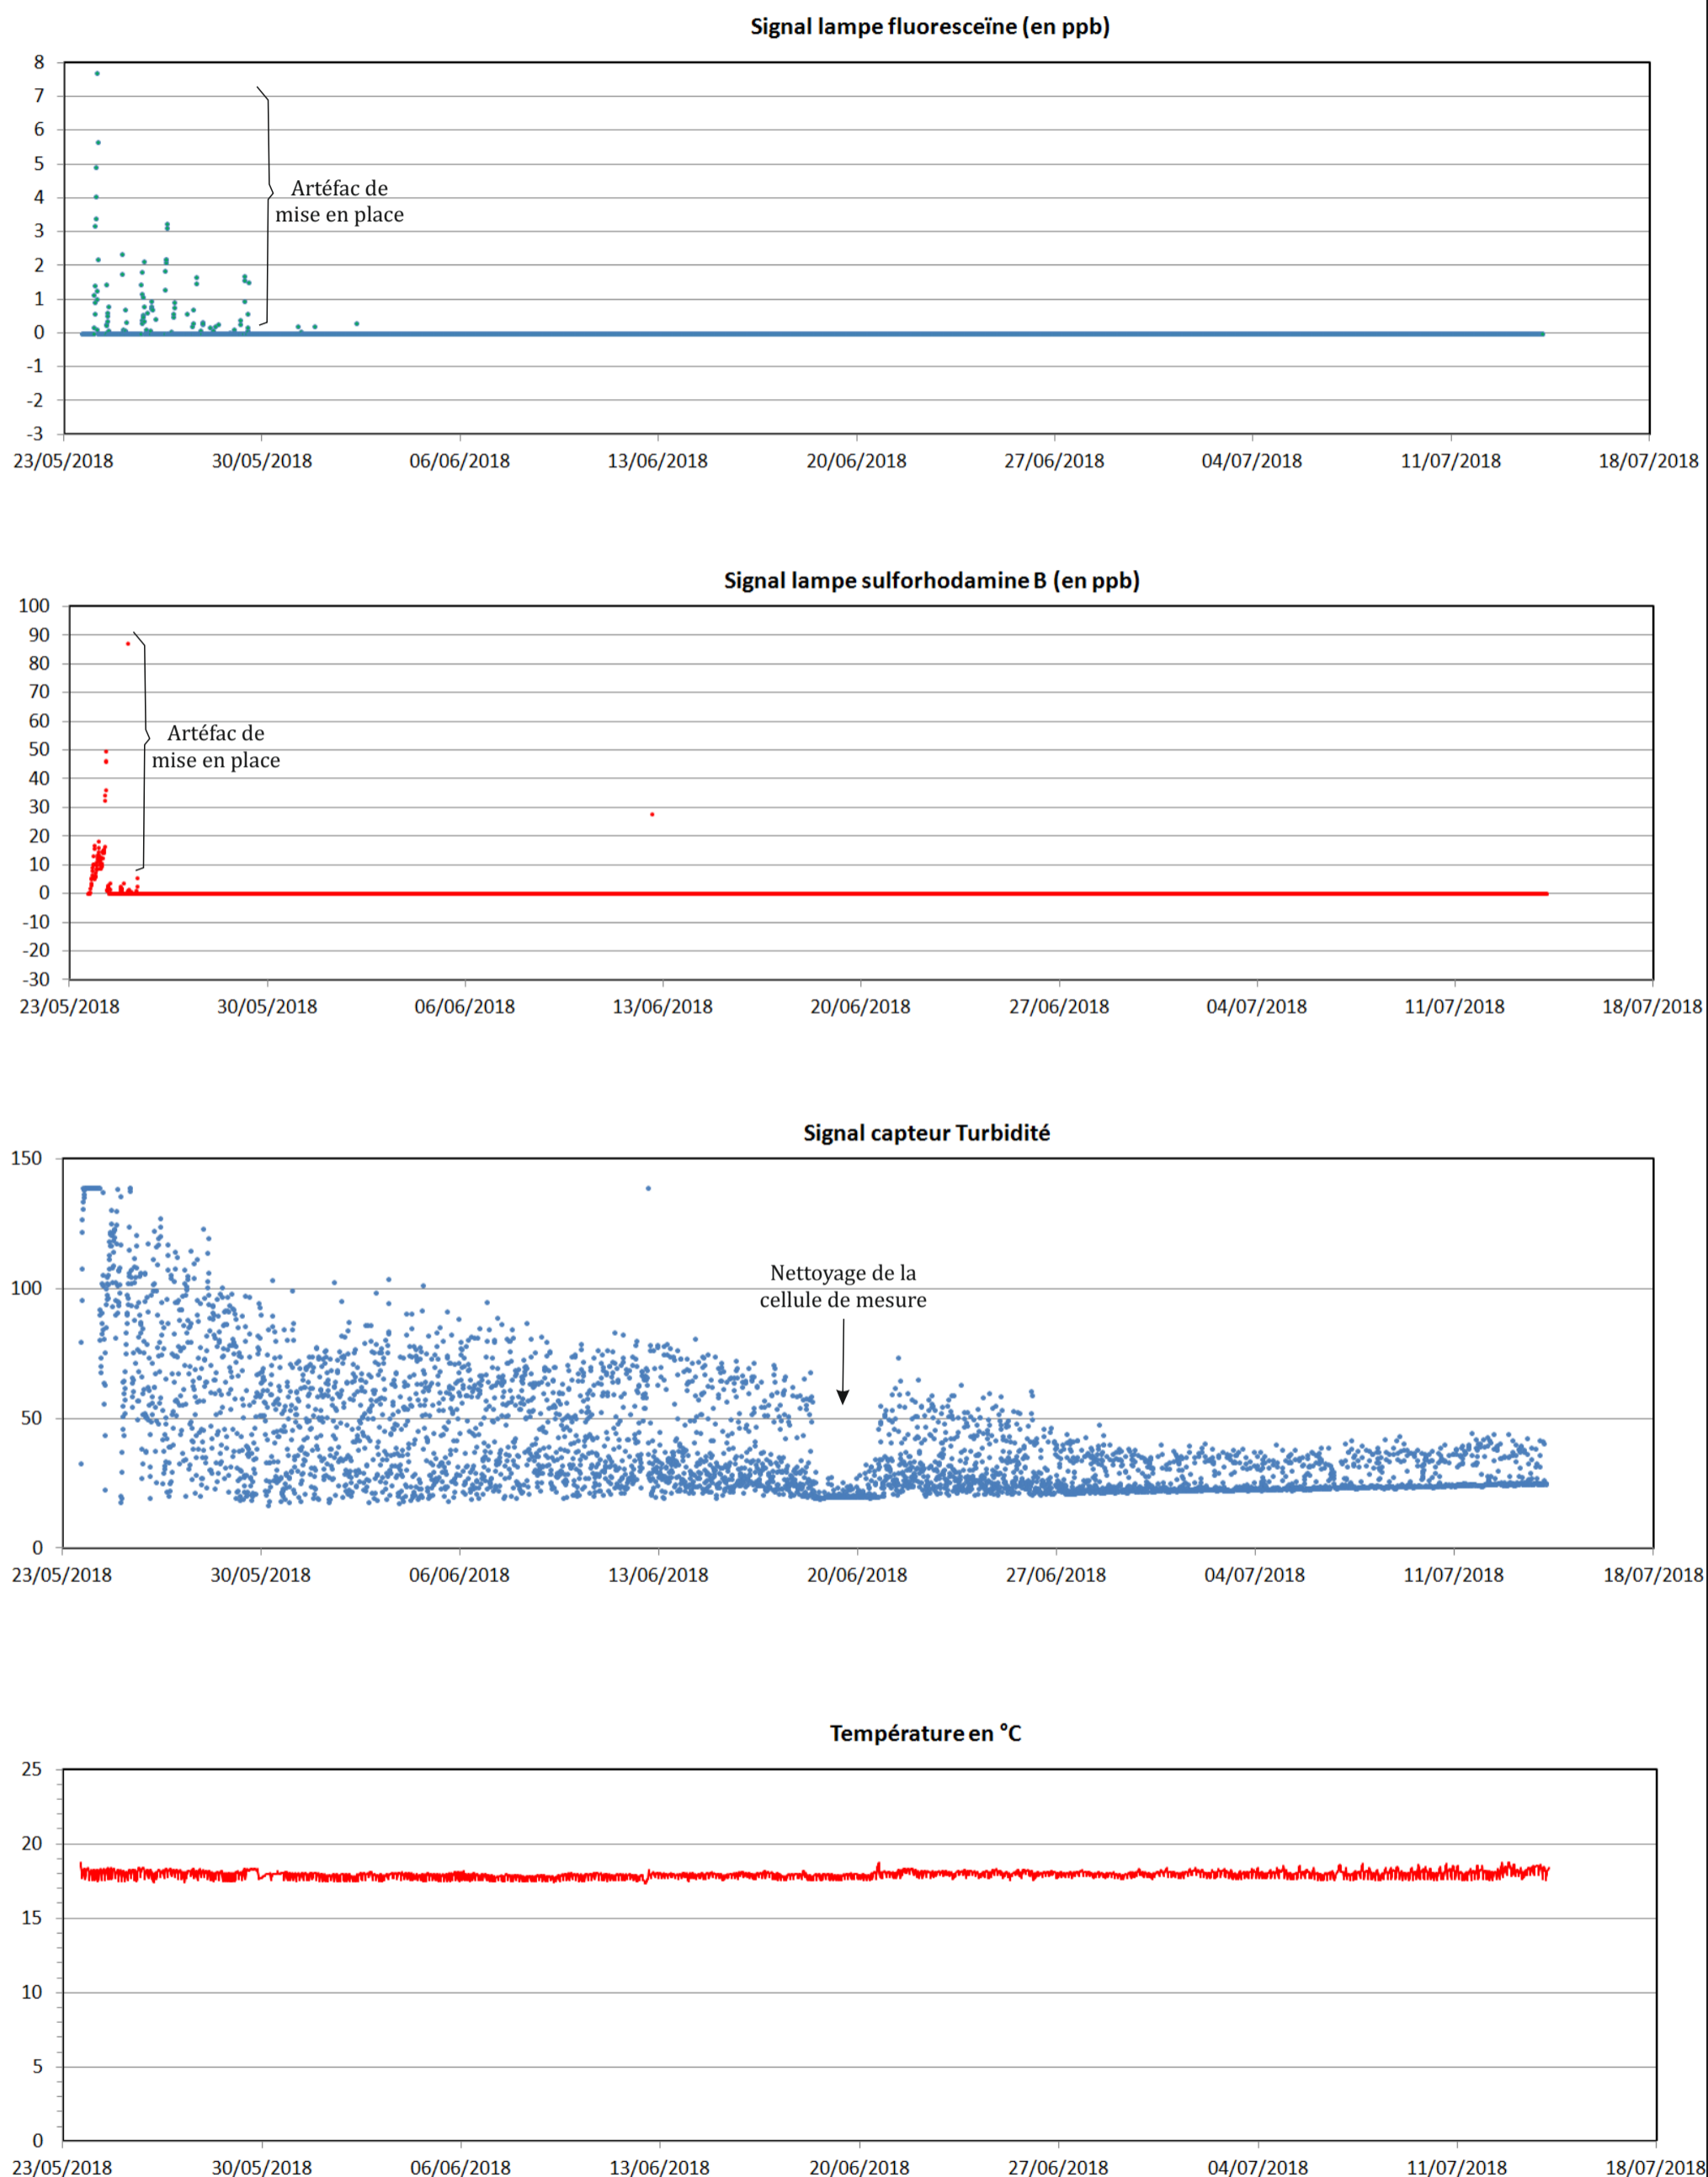 Signal lampe fluoresceïne (en ppb)
8
7
6
5
4
3
2
1
0
-1
-2
-3
Artéfac de
mise en place
23/05/2018 30/05/2018 06/06/2018 13/06/2018 20/06/2018 27/06/2018 04/07/2018 11/07/2018 18/07/2018
Signal lampe sulforhodamine B (en ppb)
100
90
80
70
60
50
40
30
20
10
0
-10
-20
-30
Artéfac de
mise en place
23/05/2018 30/05/2018 06/06/2018 13/06/2018 20/06/2018 27/06/2018 04/07/2018 11/07/2018 18/07/2018
Signal capteur Turbidité
150
100
50
0
Nettoyage de la
cellule de mesure
23/05/2018 30/05/2018 06/06/2018 13/06/2018 20/06/2018 27/06/2018 04/07/2018 11/07/2018 18/07/2018
Température en °C
25
20
15
10
5
0
23/05/2018 30/05/2018 06/06/2018 13/06/2018 20/06/2018 27/06/2018 04/07/2018 11/07/2018 18/07/2018